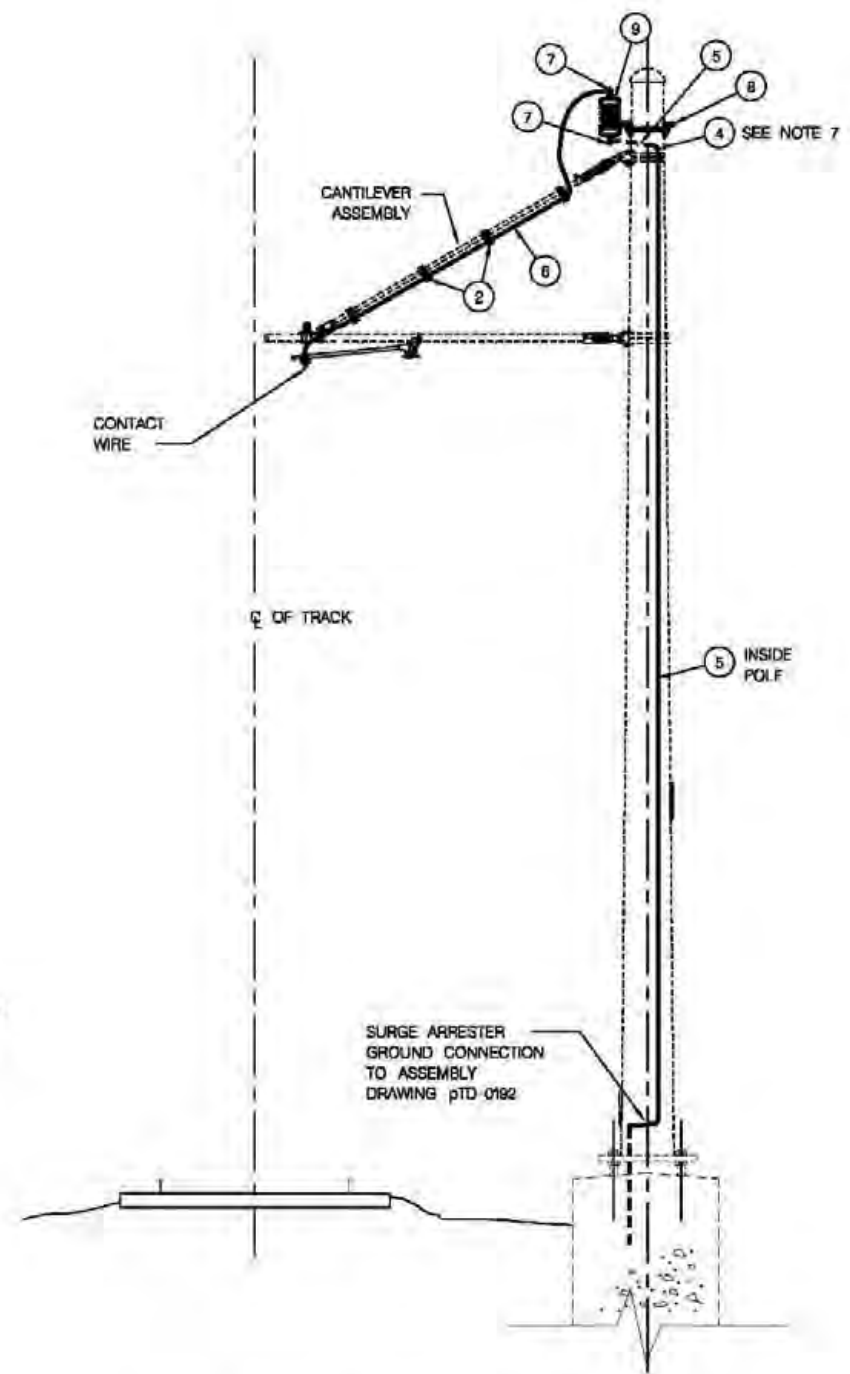 9
7
5
8
7
4 SEE NOTE 7
CANTILEVER
ASSEMBLY
6
2
CONTACT
WIRE
℄ OF TRACK
5 INSIDE
POLE
SURGE ARRESTER
GROUND CONNECTION
TO ASSEMBLY
DRAWING pTD-0192